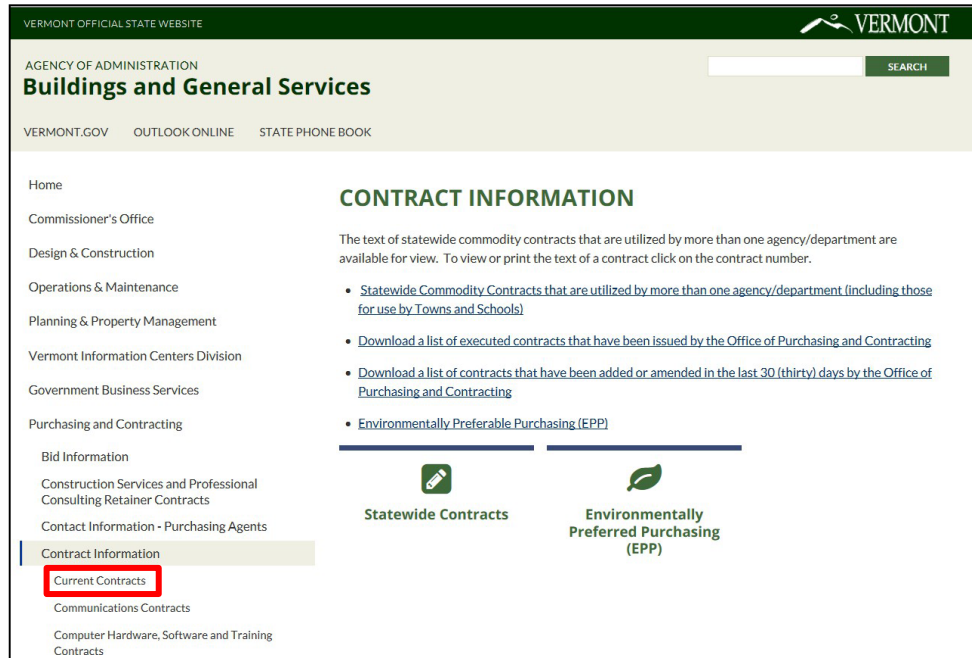 VERMONT OFFICIAL STATE WEBSITE
VERMONT
AGENCY OF ADMINISTRATION
Buildings and General Services
SEARCH
VERMONT.GOV OUTLOOK ONLINE STATE PHONE BOOK
Home
Commissioner's Office
Design & Construction
Operations & Maintenance
Planning & Property Management
Vermont Information Centers Division
Government Business Services
Purchasing and Contracting
Bid Information
Construction Services and Professional
Consulting Retainer Contracts
Contact Information - Purchasing Agents
Contract Information
Current Contracts
Communications Contracts
Computer Hardware, Software and Training
Contracts
CONTRACT INFORMATION
The text of statewide commodity contracts that are utilized by more than one agency/department are
available for view. To view or print the text of a contract click on the contract number.
• Statewide Commodity Contracts that are utilized by more than one agency/department (including those
for use by Towns and Schools)
• Download a list of executed contracts that have been issued by the Office of Purchasing and Contracting
• Download a list of contracts that have been added or amended in the last 30 (thirty) days by the Office of
Purchasing and Contracting
• Environmentally Preferable Purchasing (EPP)
Statewide Contracts
Environmentally
Preferred Purchasing
(EPP)